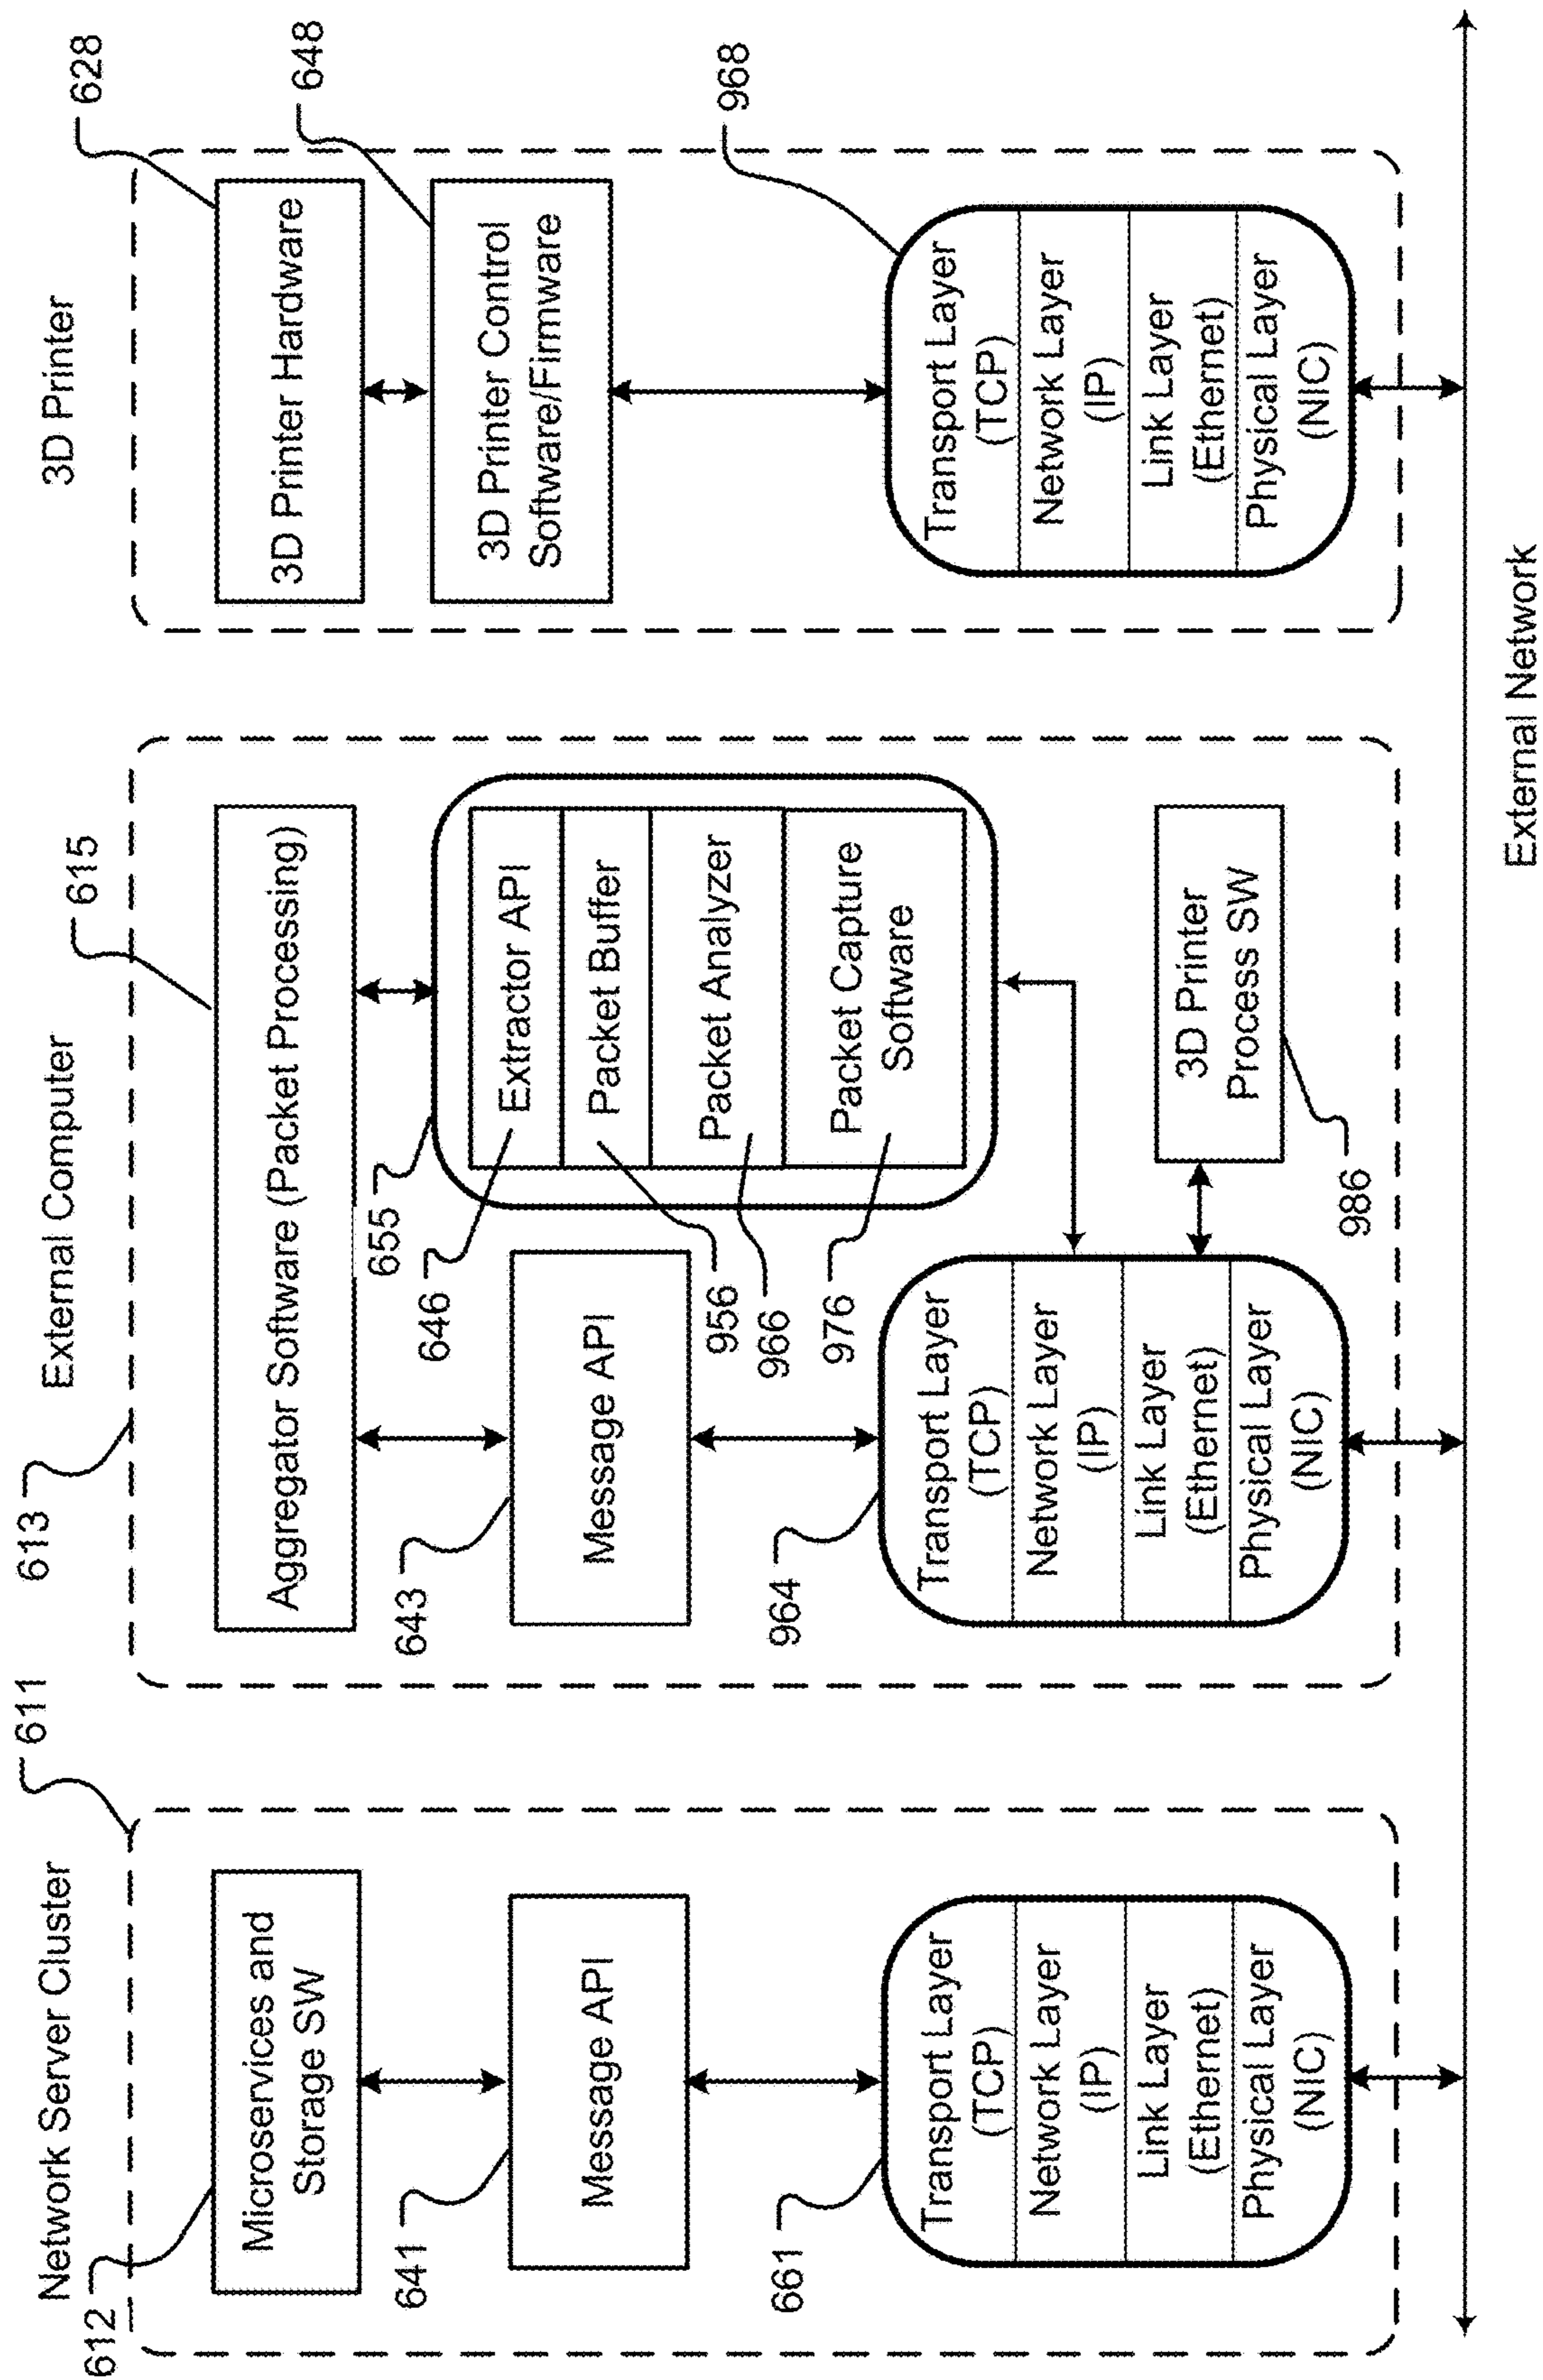 Network Server Cluster
611
612
Microservices and
Storage SW
641
Message API
661
Transport Layer
(TCP)
Network Layer
(IP)
Link Layer
(Ethernet)
Physical Layer
(NIC)
External Computer
613
615
Aggregator Software (Packet Processing)
643
Message API
655
646
Extractor API
956
Packet Buffer
966
Packet Analyzer
976
Packet Capture
Software
964
Transport Layer
(TCP)
Network Layer
(IP)
Link Layer
(Ethernet)
Physical Layer
(NIC)
3D Printer
Process SW
986
3D Printer
628
3D Printer Hardware
648
3D Printer Control
Software/Firmware
968
Transport Layer
(TCP)
Network Layer
(IP)
Link Layer
(Ethernet)
Physical Layer
(NIC)
External Network